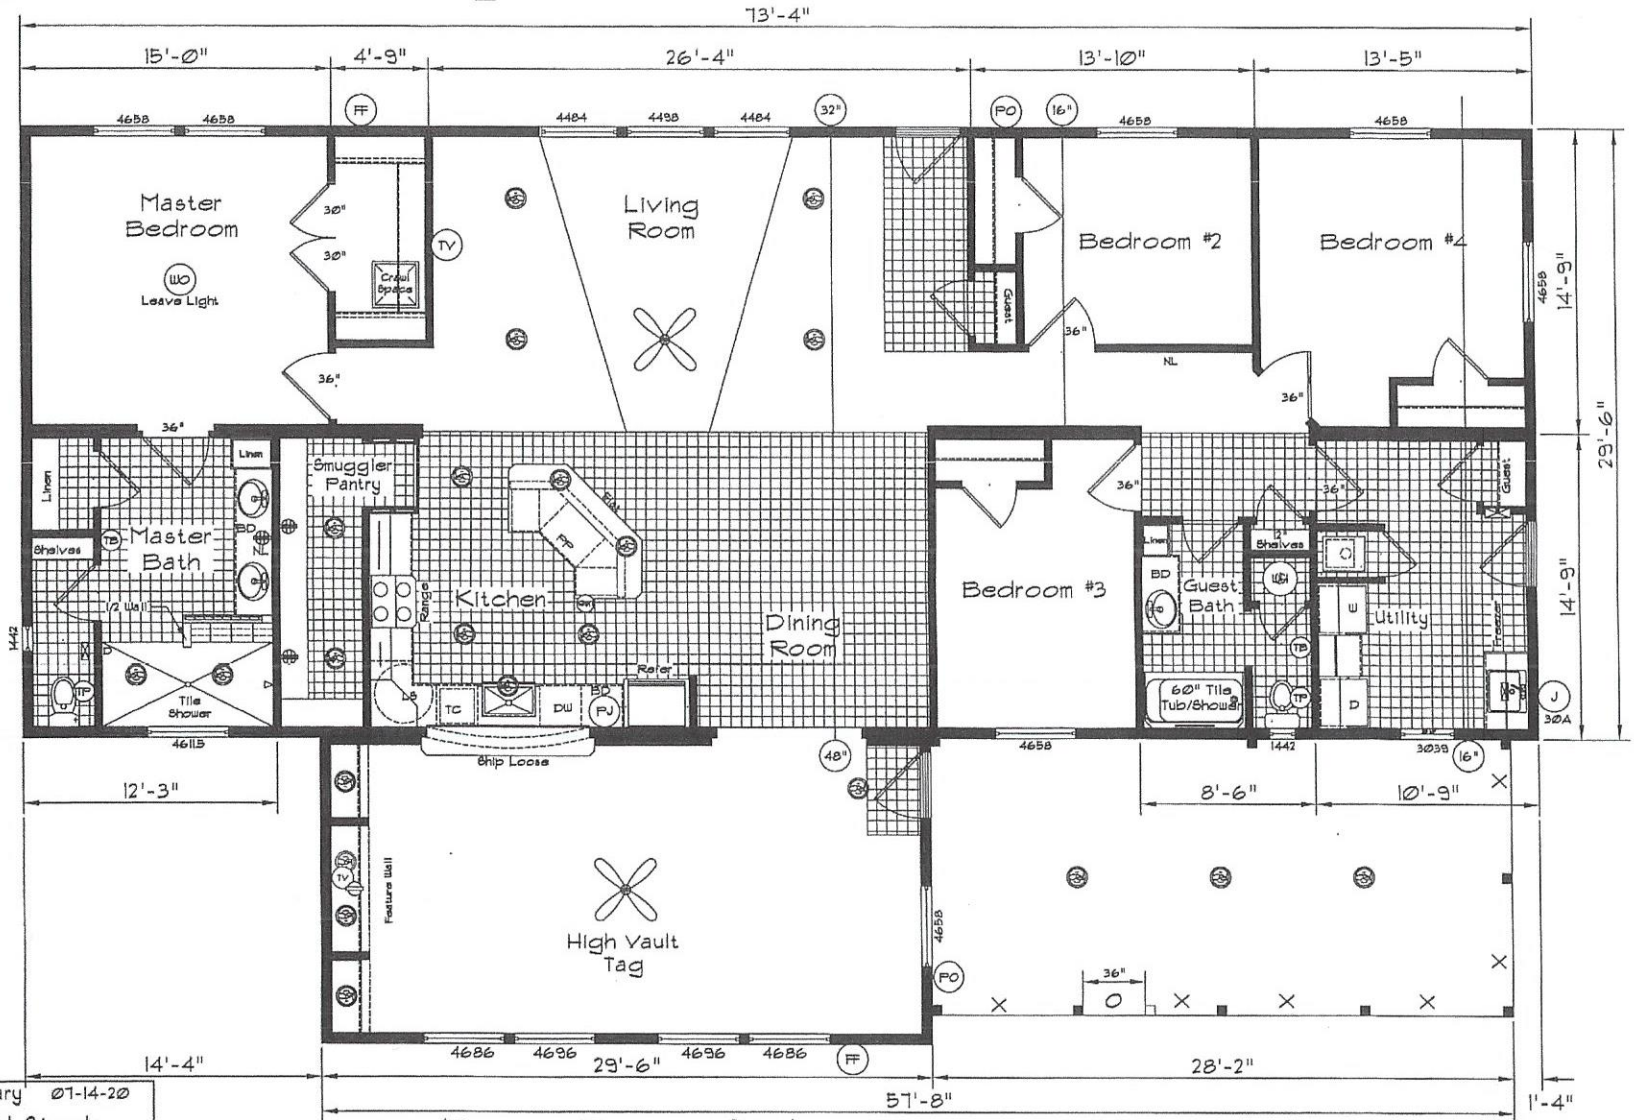 73'-4"
15'-0" 4'-9" 26'-4" 13'-10" 13'-5"
FF 32" PO 16"
4658 4658 4484 4498 4484 4658 4658
Master
Bedroom
WO
Leave Light
30"
30"
Crawl
Space
TV
Living
Room
Guest
Bedroom #2
Bedroom #4
4658
14'-9"
29'-6"
36"
36"
NL
36"
36"
Linen
Linen
Smuggler
Pantry
BD
NL
TB
Master
Bath
Shelves
1/2 Wall
1442
TP
Tile
Shower
46115
Range
Kitchen
PP
Dining
Room
LS
TC
DW
BD
PJ
Refer
Ship Loose
36"
Bedroom #3
4658
36"
Guest
Linen
BD
12"
Shelves
Guest
Bath
WH
TB
60" Tile
Tub/Shower
TP
1442
E
D
Utility
Freezer
3039
16"
J
30A
14'-9"
12'-3"
48"
8'-6" 10'-9"
TV
Feature Wall
High Vault
Tag
4658
PO
36"
4686 4696 4696 4686
FF
14'-4" 29'-6" 28'-2"
57'-8" 1'-4"
07-14-20